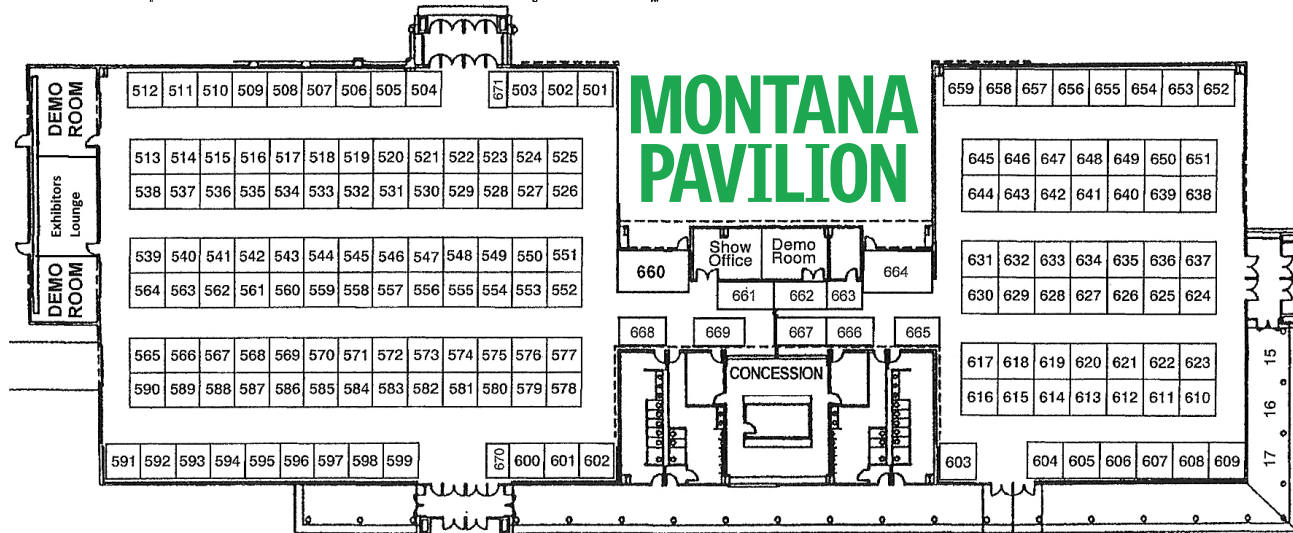 MONTANA
PAVILION
DEMO
ROOM
Exhibitors
Lounge
DEMO
ROOM
512 511 510 509 508 507 506 505 504
671 503 502 501
513 514 515 516 517 518 519 520 521 522 523 524 525
538 537 536 535 534 533 532 531 530 529 528 527 526
539 540 541 542 543 544 545 546 547 548 549 550 551
564 563 562 561 560 559 558 557 556 555 554 553 552
565 566 567 568 569 570 571 572 573 574 575 576 577
590 589 588 587 586 585 584 583 582 581 580 579 578
591 592 593 594 595 596 597 598 599
670 600 601 602
Show
Office
Demo
Room
660
664
661 662 663
668 669 667 666 665
CONCESSION
659 658 657 656 655 654 653 652
645 646 647 648 649 650 651
644 643 642 641 640 639 638
631 632 633 634 635 636 637
630 629 628 627 626 625 624
617 618 619 620 621 622 623
616 615 614 613 612 611 610
603
604 605 606 607 608 609
15
16
17